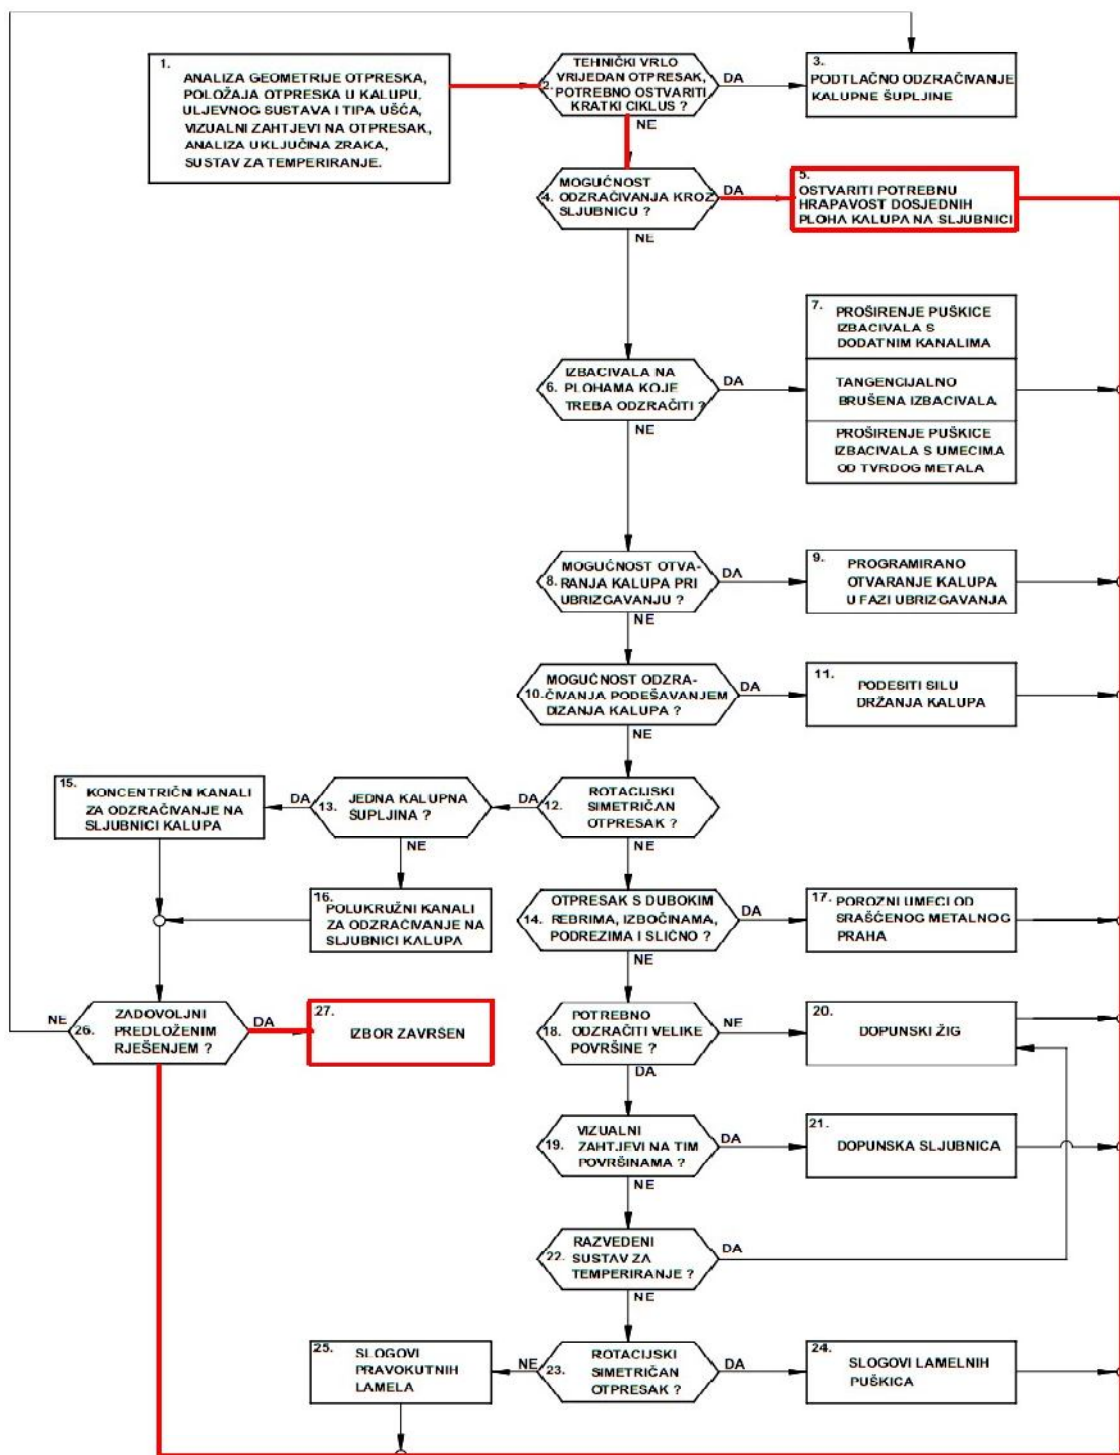 1.
ANALIZA GEOMETRIJE OTPRESKA,
POLOŽAJA OTPRESKA U KALUPU,
ULJEVNOG SUSTAVA I TIPA UŠĆA,
VIZUALNI ZAHTJEVI NA OTPRESAK,
ANALIZA UKLJUČINA ZRAKA,
SUSTAV ZA TEMPERIRANJE.
TEHNIČKI VRLO
VRIJEDAN OTPRESAK,
2. POTREBNO OSTVARITI
KRATKI CIKLUS ?
DA
NE
3.
PODTLAČNO ODZRAČIVANJE
KALUPNE ŠUPLJINE
MOGUĆNOST
4. ODZRAČIVANJA KROZ
SLJUBNICU ?
DA
NE
5.
OSTVARITI POTREBNU
HRAPAVOST DOSJEDNIH
PLOHA KALUPA NA SLJUBNICI
IZBACIVALA NA
6. PLOHAMA KOJE
TREBA ODZRAČITI ?
DA
NE
7. PROŠIRENJE PUŠKICE
IZBACIVALA S
DODATNIM KANALIMA
TANGENCIJALNO
BRUŠENA IZBACIVALA
PROŠIRENJE PUŠKICE
IZBACIVALA S UMECIMA
OD TVRDOG METALA
MOGUĆNOST OTVA-
8. RANJA KALUPA PRI
UBRIZGAVANJU ?
DA
NE
9. PROGRAMIRANO
OTVARANJE KALUPA
U FAZI UBRIZGAVANJA
MOGUĆNOST ODZRA-
10. ČIVANJA PODEŠAVANJEM
DIZANJA KALUPA ?
DA
NE
11. PODESITI SILU
DRŽANJA KALUPA
ROTACIJSKI
12. SIMETRIČAN
OTPRESAK ?
DA
NE
JEDNA KALUPNA
13. SUPLJINA ?
DA
NE
15. KONCENTRIČNI KANALI
ZA ODZRAČIVANJE NA
SLJUBNICI KALUPA
16.
POLUKRUŽNI KANALI
ZA ODZRAČIVANJE NA
SLJUBNICI KALUPA
OTPRESAK S DUBOKIM
14. REBRIMA, IZBOČINAMA,
PODREZIMA I SLIČNO ?
DA
NE
17. POROZNI UMECI OD
SRAŠĆENOG METALNOG
PRAHA
ZADOVOLJNI
26. PREDLOŽENIM
RJEŠENJEM ?
NE
DA
27.
IZBOR ZAVRŠEN
POTREBNO
18. ODZRAČITI VELIKE
POVRŠINE ?
NE
DA
20.
DOPUNSKI ŽIG
VIZUALNI
19. ZAHTJEVI NA TIM
POVRŠINAMA ?
DA
NE
21.
DOPUNSKA SLJUBNICA
RAZVEDENI
22. SUSTAV ZA
TEMPERIRANJE ?
DA
NE
ROTACIJSKI
23. SIMETRIČAN
OTPRESAK ?
NE
DA
24.
SLOGOVI LAMELNIH
PUŠKICA
25. SLOGOVI
PRAVOKUTNIH
LAMELA